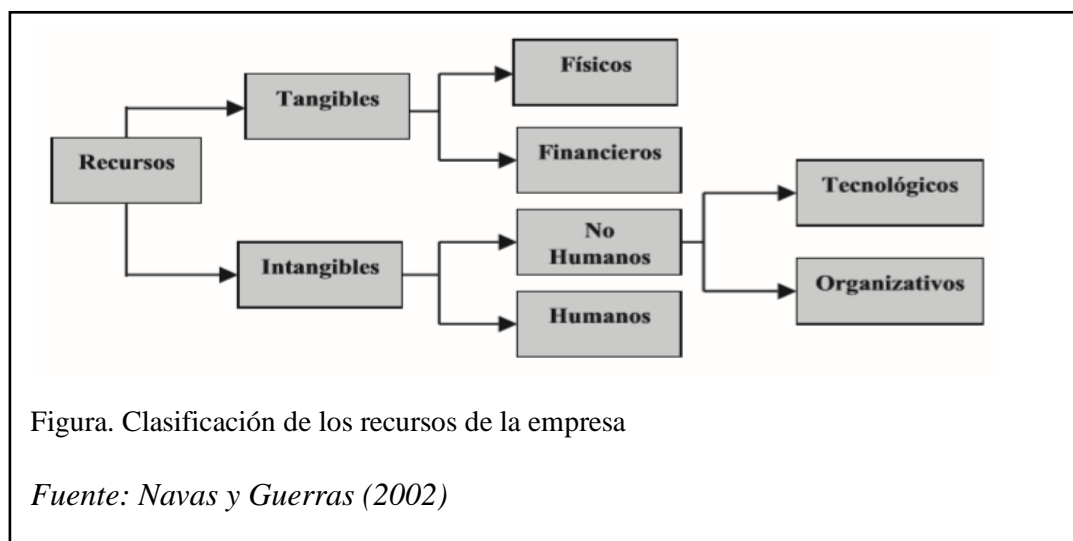 Físicos
Tangibles
Recursos
Financieros
Tecnológicos
No
Humanos
Intangibles
Organizativos
Humanos
Figura. Clasificación de los recursos de la empresa
Fuente: Navas y Guerras (2002)